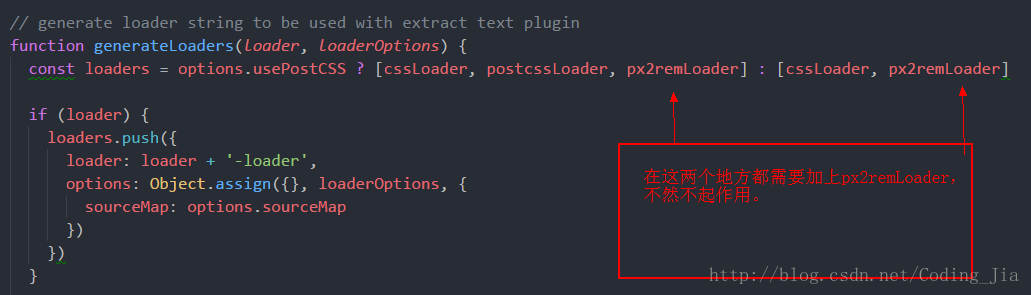 // generate loader string to be used with extract text plugin
function generateLoaders(loader, loaderOptions) {
const loaders = options.usePostCSS ? [cssLoader, postcssLoader, px2remLoader] : [cssLoader, px2remLoader]
if (loader) {
loaders.push({
loader: loader + '-loader',
options: Object.assign({}, loaderOptions, {
sourceMap: options.sourceMap
})
})
}
在这两个地方都需要加上px2remLoader，
不然不起作用。
http://blog.csdn.net/Coding_Jia